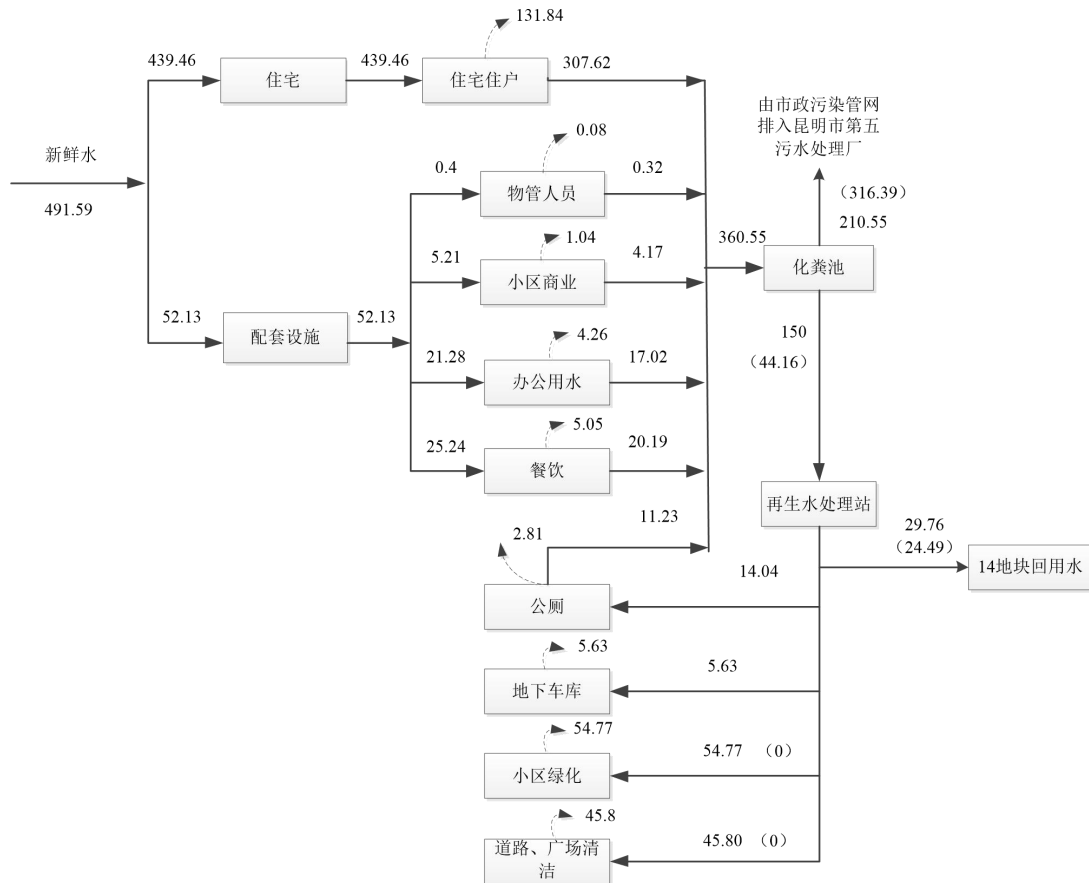 131.84
439.46
住宅
439.46
住宅住户
307.62
由市政污染管网
排入昆明市第五
污水处理厂
新鲜水
491.59
0.08
0.4
物管人员
0.32
（316.39）
210.55
1.04
5.21
小区商业
4.17
360.55
化粪池
52.13
配套设施
52.13
4.26
21.28
办公用水
17.02
150
（44.16）
5.05
25.24
餐饮
20.19
再生水处理站
2.81
11.23
29.76
（24.49）
14地块回用水
14.04
公厕
5.63
地下车库
5.63
54.77
小区绿化
54.77 （0）
45.8
道路、广场清
洁
45.80 （0）